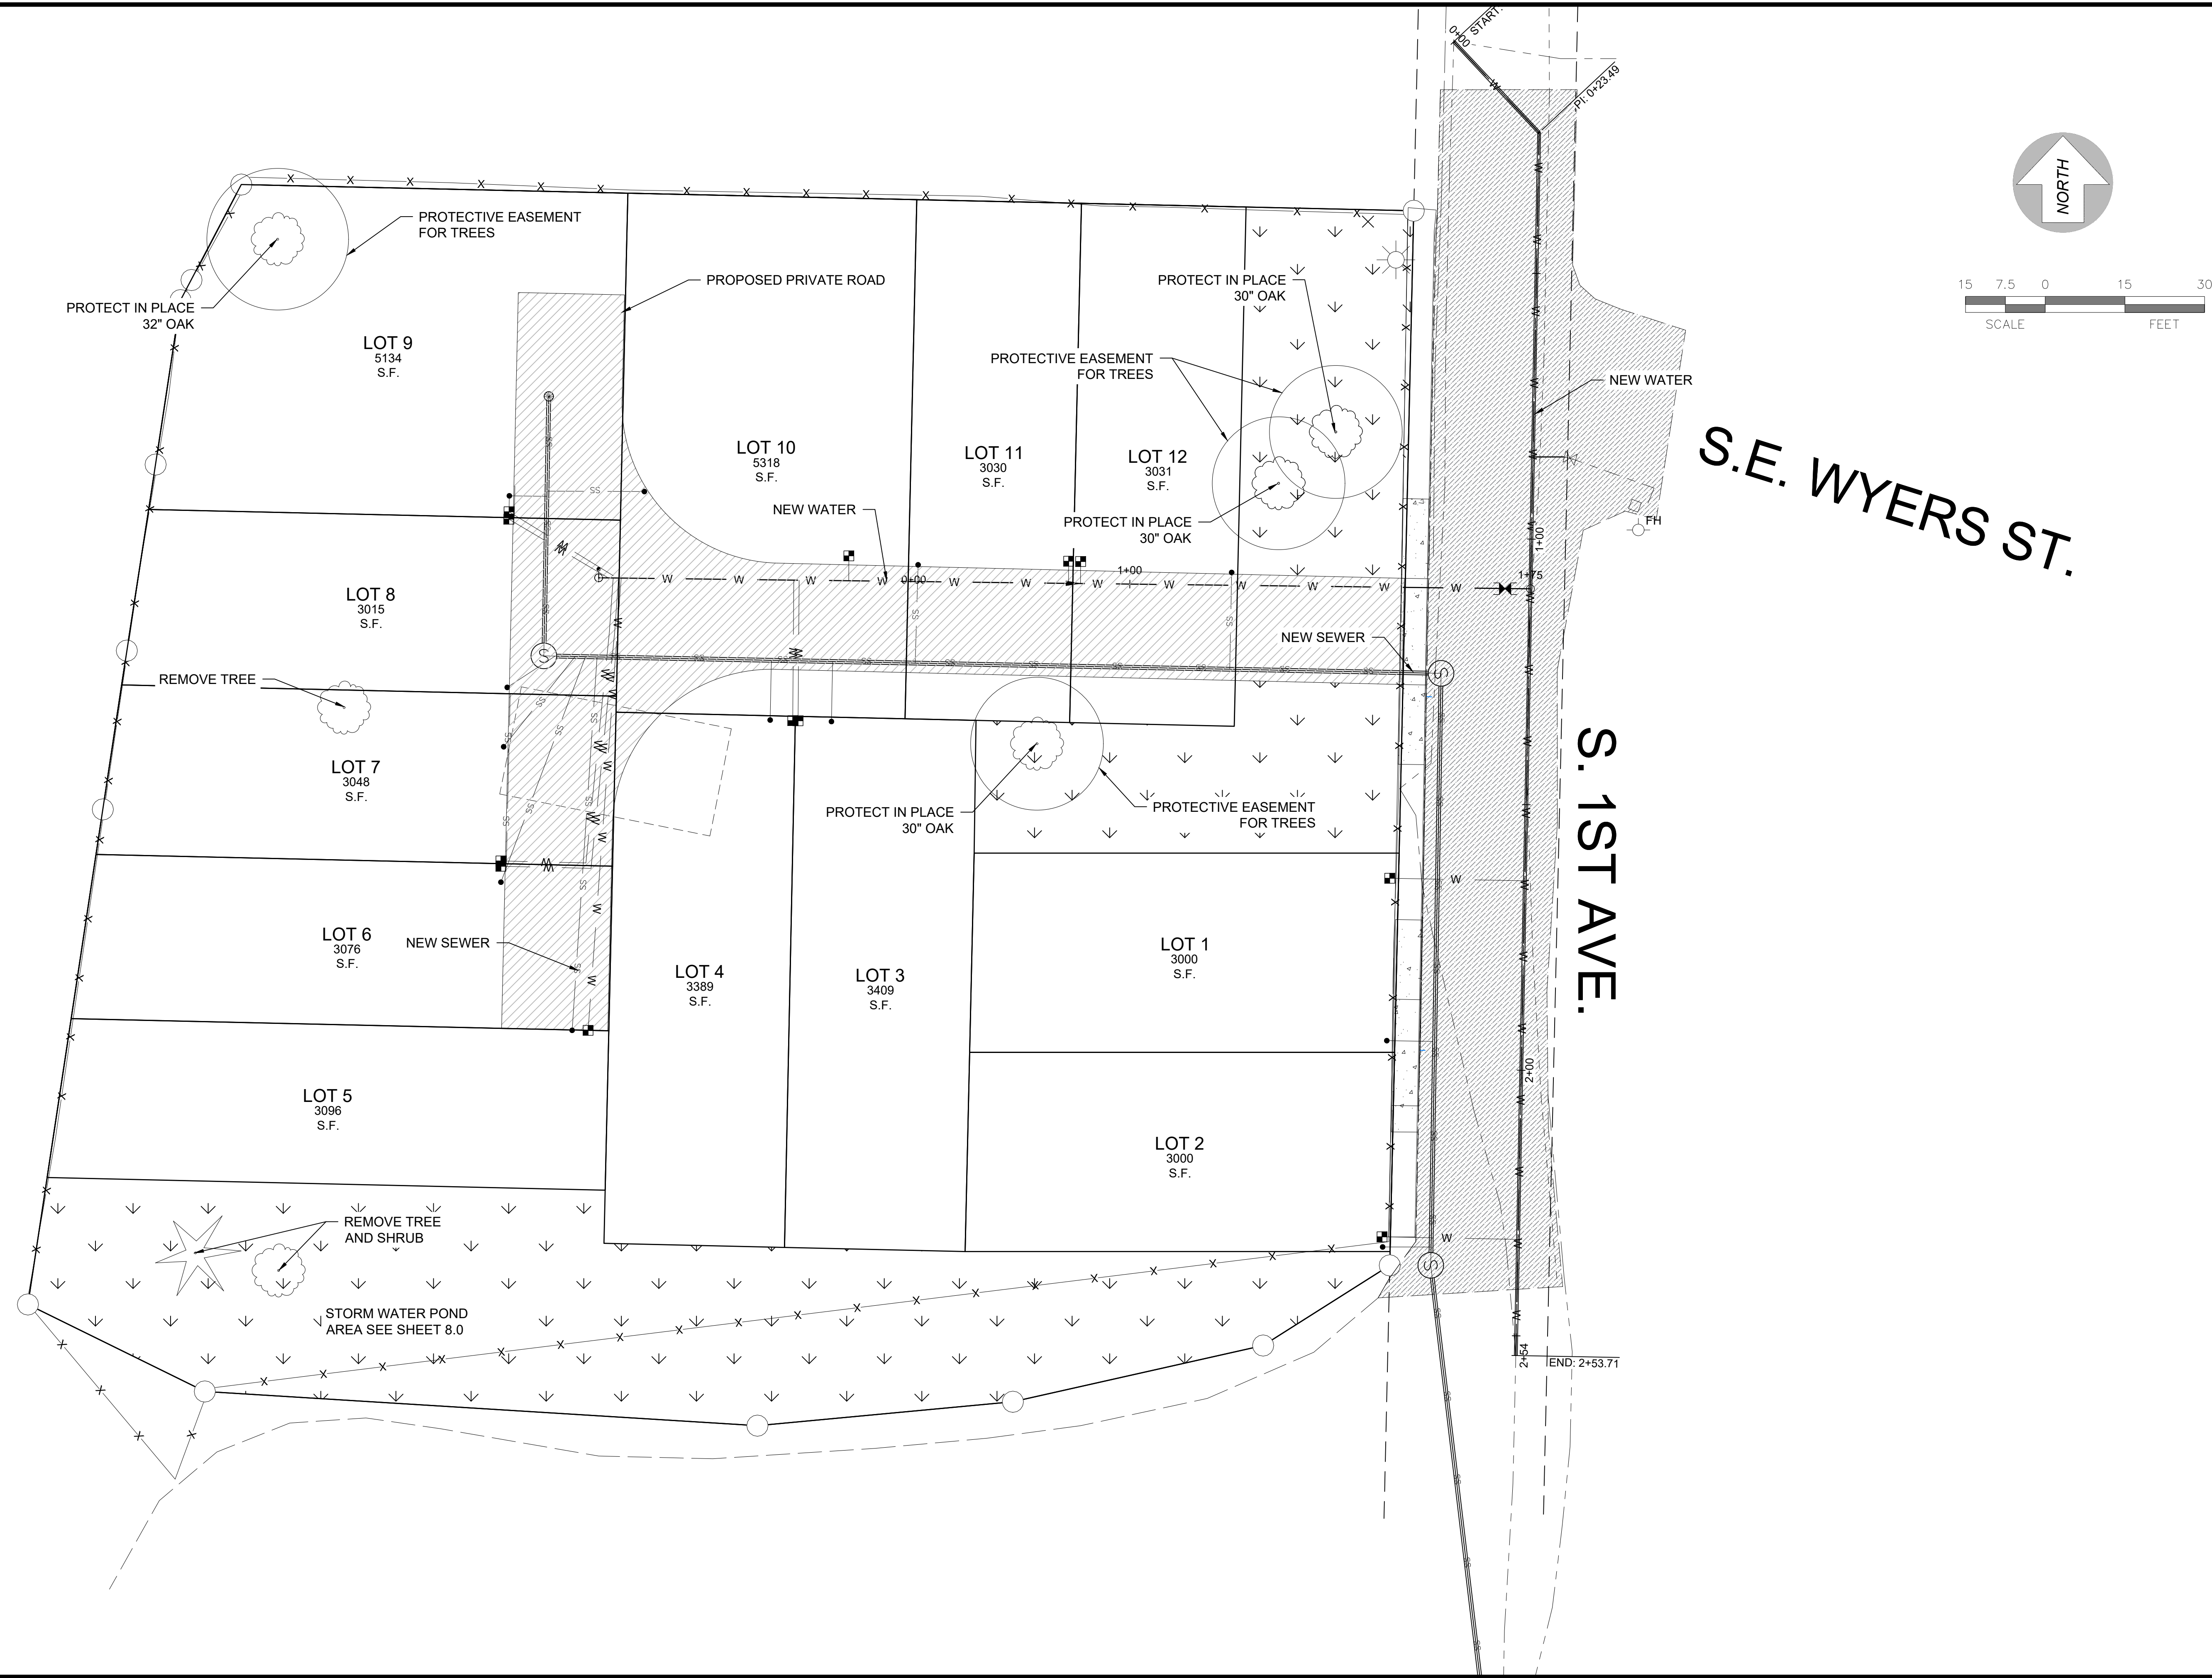 0+00
START:
PI: 0+23.49
NORTH
15 7.5 0 15 30
SCALE FEET
PROTECTIVE EASEMENT
FOR TREES
PROTECT IN PLACE
32" OAK
PROPOSED PRIVATE ROAD
PROTECT IN PLACE
30" OAK
PROTECTIVE EASEMENT
FOR TREES
LOT 9
5134
S.F.
LOT 10
5318
S.F.
LOT 11
3030
S.F.
LOT 12
3031
S.F.
NEW WATER
NEW WATER
PROTECT IN PLACE
30" OAK
FH
S.E. WYERS ST.
1+00
0+00
1+00
1+75
LOT 8
3015
S.F.
NEW SEWER
REMOVE TREE
LOT 7
3048
S.F.
PROTECT IN PLACE
30" OAK
PROTECTIVE EASEMENT
FOR TREES
S. 1ST AVE.
LOT 6
3076
S.F.
NEW SEWER
LOT 4
3389
S.F.
LOT 3
3409
S.F.
LOT 1
3000
S.F.
2+00
LOT 5
3096
S.F.
LOT 2
3000
S.F.
REMOVE TREE
AND SHRUB
STORM WATER POND
AREA SEE SHEET 8.0
2+54
END: 2+53.71